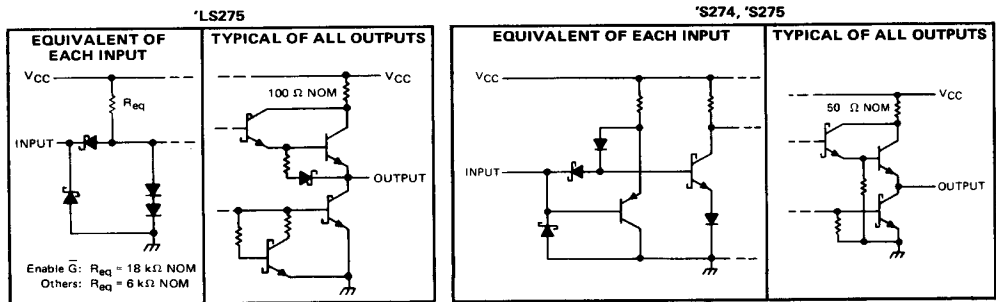 'LS275
EQUIVALENT OF
EACH INPUT
VCC
Req
INPUT
Enable G̅: Req = 18 kΩ NOM
Others: Req = 6 kΩ NOM
TYPICAL OF ALL OUTPUTS
VCC
100 Ω NOM
OUTPUT
'S274, 'S275
EQUIVALENT OF EACH INPUT
VCC
INPUT
TYPICAL OF ALL OUTPUTS
VCC
50 Ω NOM
OUTPUT